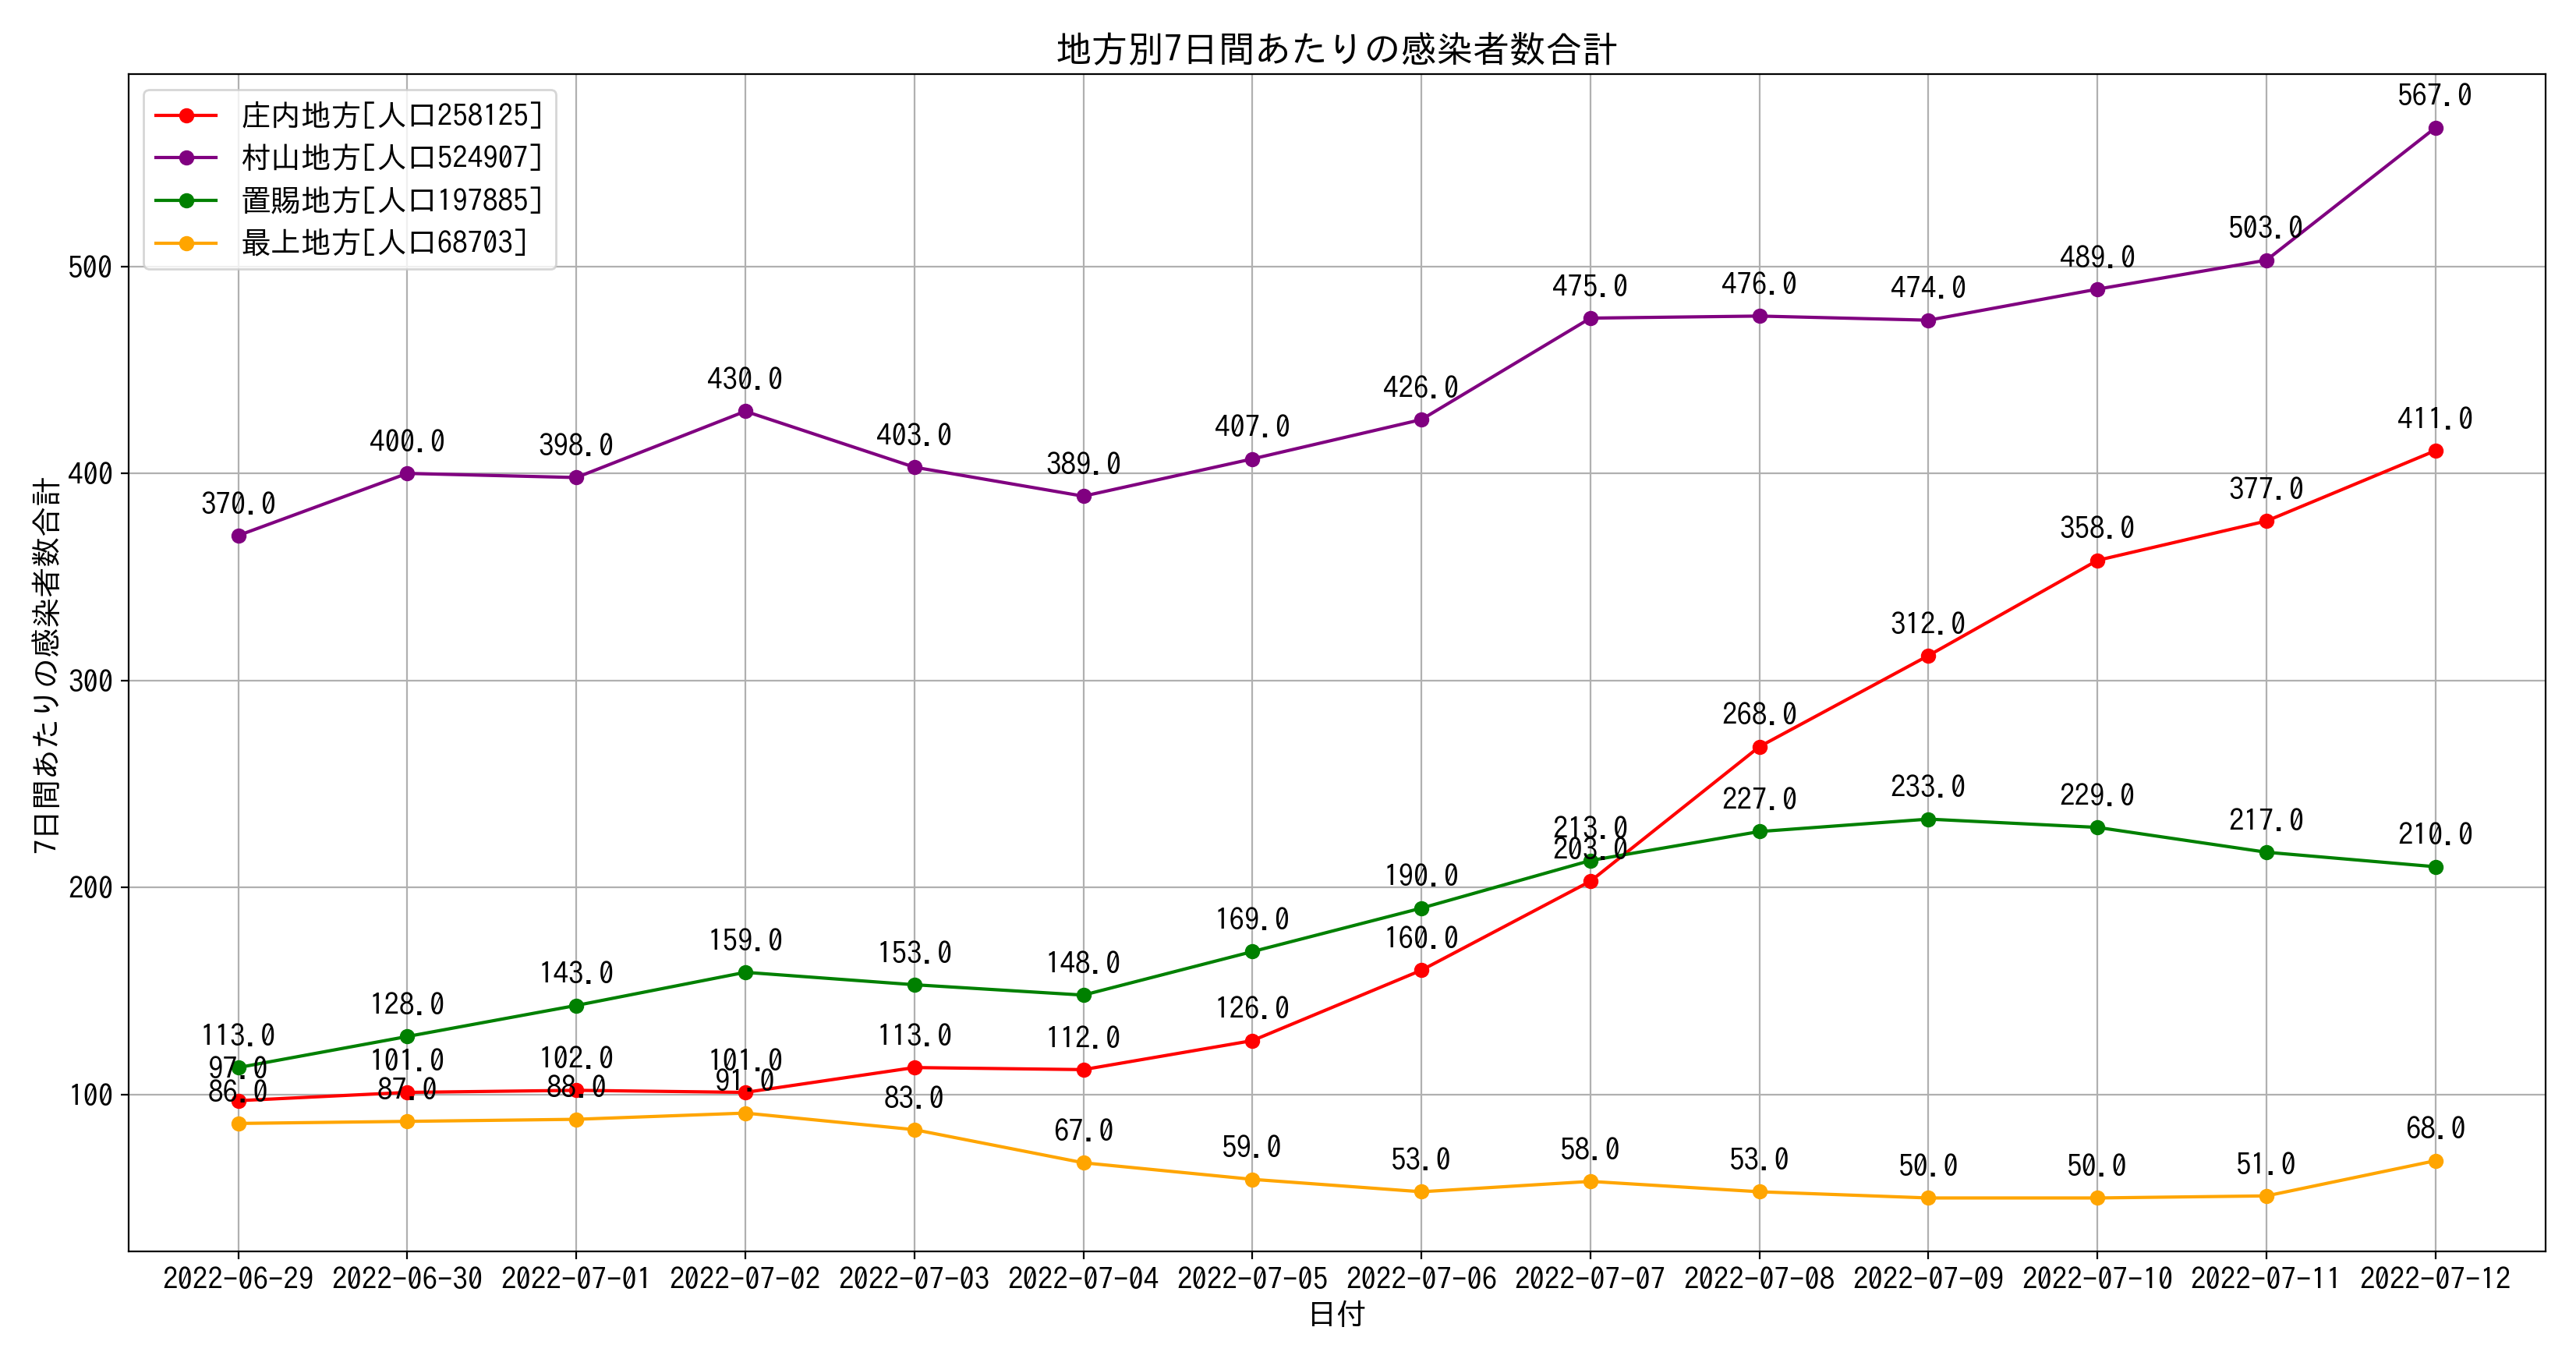 地方別7日間あたりの感染者数合計
庄内地方[人口258125]
村山地方[人口524907]
置賜地方[人口197885]
最上地方[人口68703]
7日間あたりの感染者数合計
500
400
300
200
100
370.0 400.0 398.0 430.0 403.0 389.0 407.0 426.0 475.0 476.0 474.0 489.0 503.0 567.0
97.0 101.0 102.0 101.0 113.0 112.0 126.0 160.0 203.0 268.0 312.0 358.0 377.0 411.0
113.0 128.0 143.0 159.0 153.0 148.0 169.0 190.0 213.0 227.0 233.0 229.0 217.0 210.0
86.0 87.0 88.0 91.0 83.0 67.0 59.0 53.0 58.0 53.0 50.0 50.0 51.0 68.0
2022-06-29 2022-06-30 2022-07-01 2022-07-02 2022-07-03 2022-07-04 2022-07-05 2022-07-06 2022-07-07 2022-07-08 2022-07-09 2022-07-10 2022-07-11 2022-07-12
日付